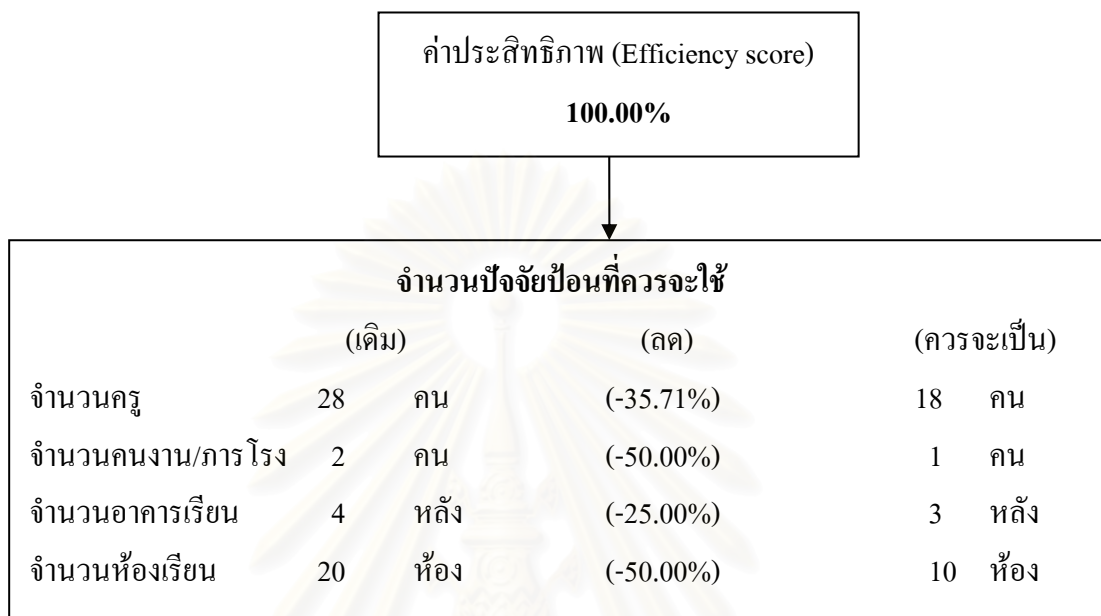 ค่าประสิทธิภาพ (Efficiency score)
100.00%
จำนวนปัจจัยป้อนที่ควรจะใช้
(เดิม) (ลด) (ควรจะเป็น)
จำนวนครู 28 คน (-35.71%) 18 คน
จำนวนคนงาน/ภารโรง 2 คน (-50.00%) 1 คน
จำนวนอาคารเรียน 4 หลัง (-25.00%) 3 หลัง
จำนวนห้องเรียน 20 ห้อง (-50.00%) 10 ห้อง